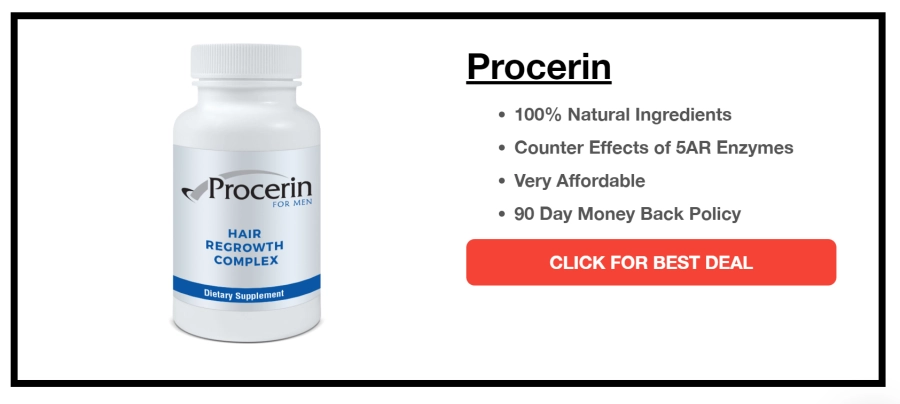 Procerin
100% Natural Ingredients
Counter Effects of 5AR Enzymes
Very Affordable
90 Day Money Back Policy
CLICK FOR BEST DEAL
Procerin
FOR MEN
HAIR
REGROWTH
COMPLEX
Dietary Supplement